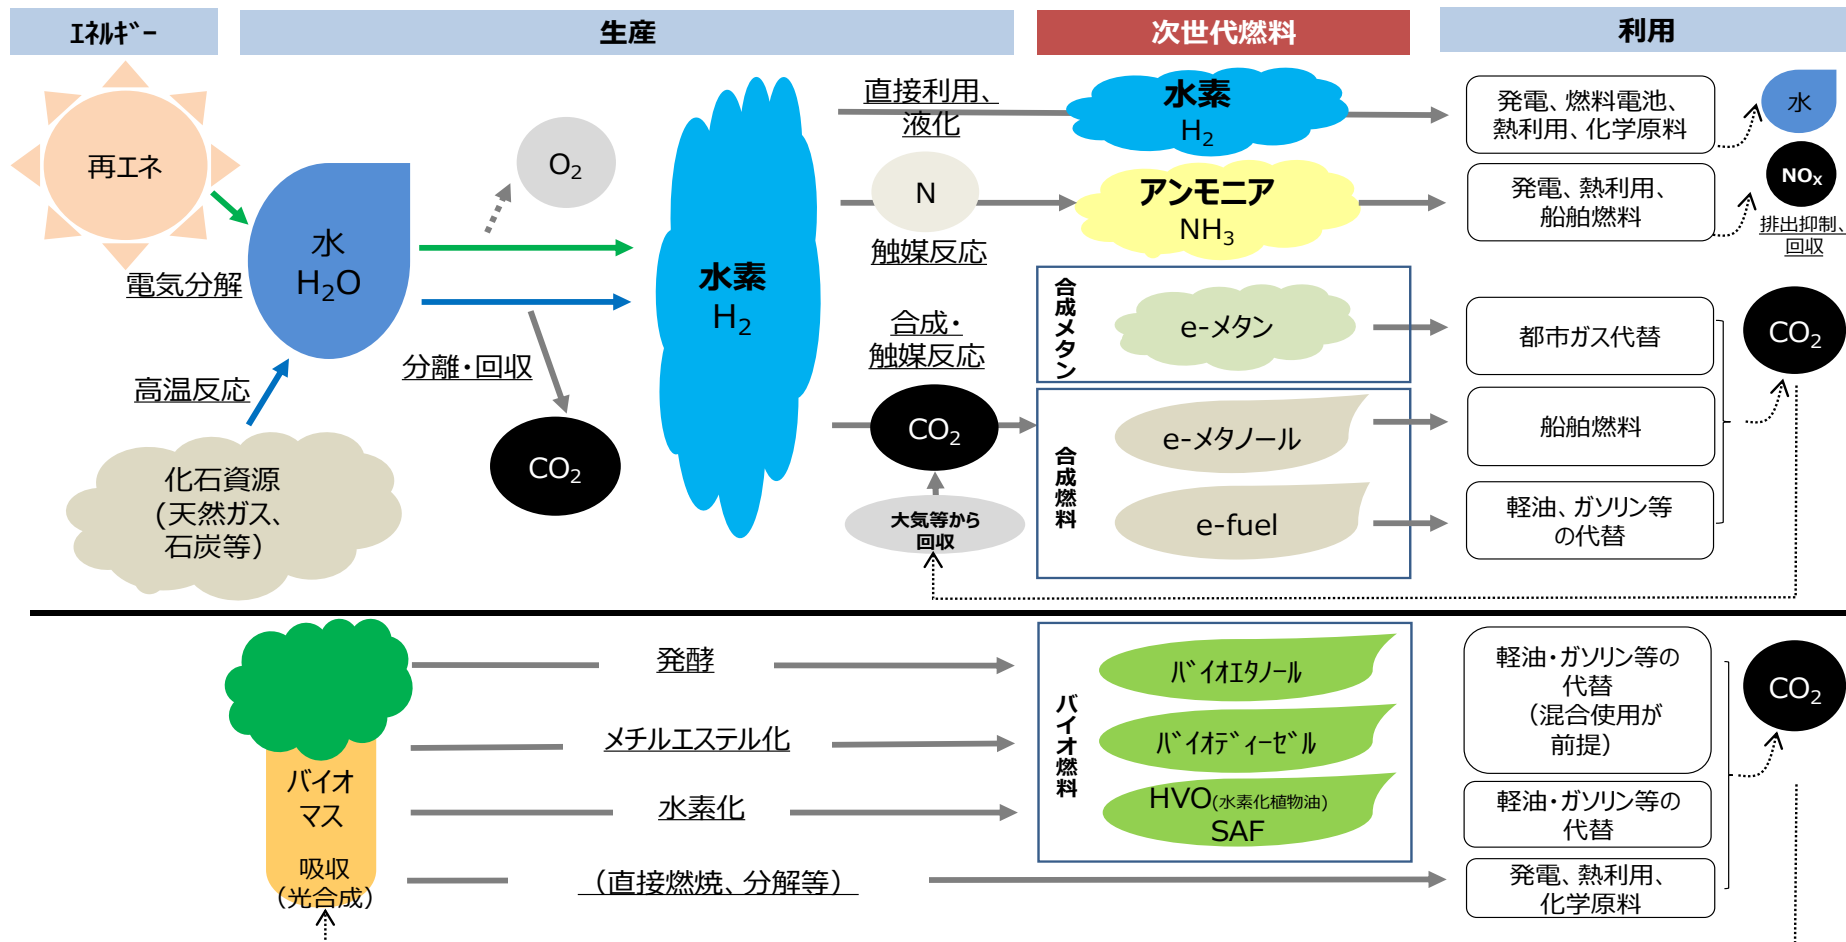 ｴﾈﾙｷﾞｰ
生産
次世代燃料
利用
再エネ
電気分解
水
H₂O
高温反応
化石資源
(天然ガス、
石炭等）
O₂
分離・回収
CO₂
水素
H₂
直接利用、
液化
N
触媒反応
合成・
触媒反応
CO₂
大気等から
回収
水素
H₂
アンモニア
NH₃
合成メタン
e-メタン
合成燃料
e-メタノール
e-fuel
発電、燃料電池、
熱利用、化学原料
水
発電、熱利用、
船舶燃料
NOx
排出抑制、
回収
都市ガス代替
船舶燃料
軽油、ガソリン等
の代替
CO₂
バイオ
マス
吸収
（光合成）
発酵
メチルエステル化
水素化
（直接燃焼、分解等）
バイオ燃料
ﾊﾞｲｵｴﾀﾉｰﾙ
ﾊﾞｲｵﾃﾞｨｰｾﾞﾙ
HVO(水素化植物油)
SAF
軽油・ガソリン等の
代替
（混合使用が
前提）
軽油・ガソリン等の
代替
発電、熱利用、
化学原料
CO₂